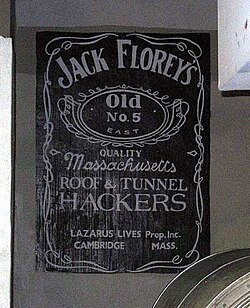 JACK FLOREY'S
Old
No. 5
EAST
QUALITY
Massachusetts
ROOF & TUNNEL
HACKERS
LAZARUS LIVES Prop, Inc.
CAMBRIDGE MASS.